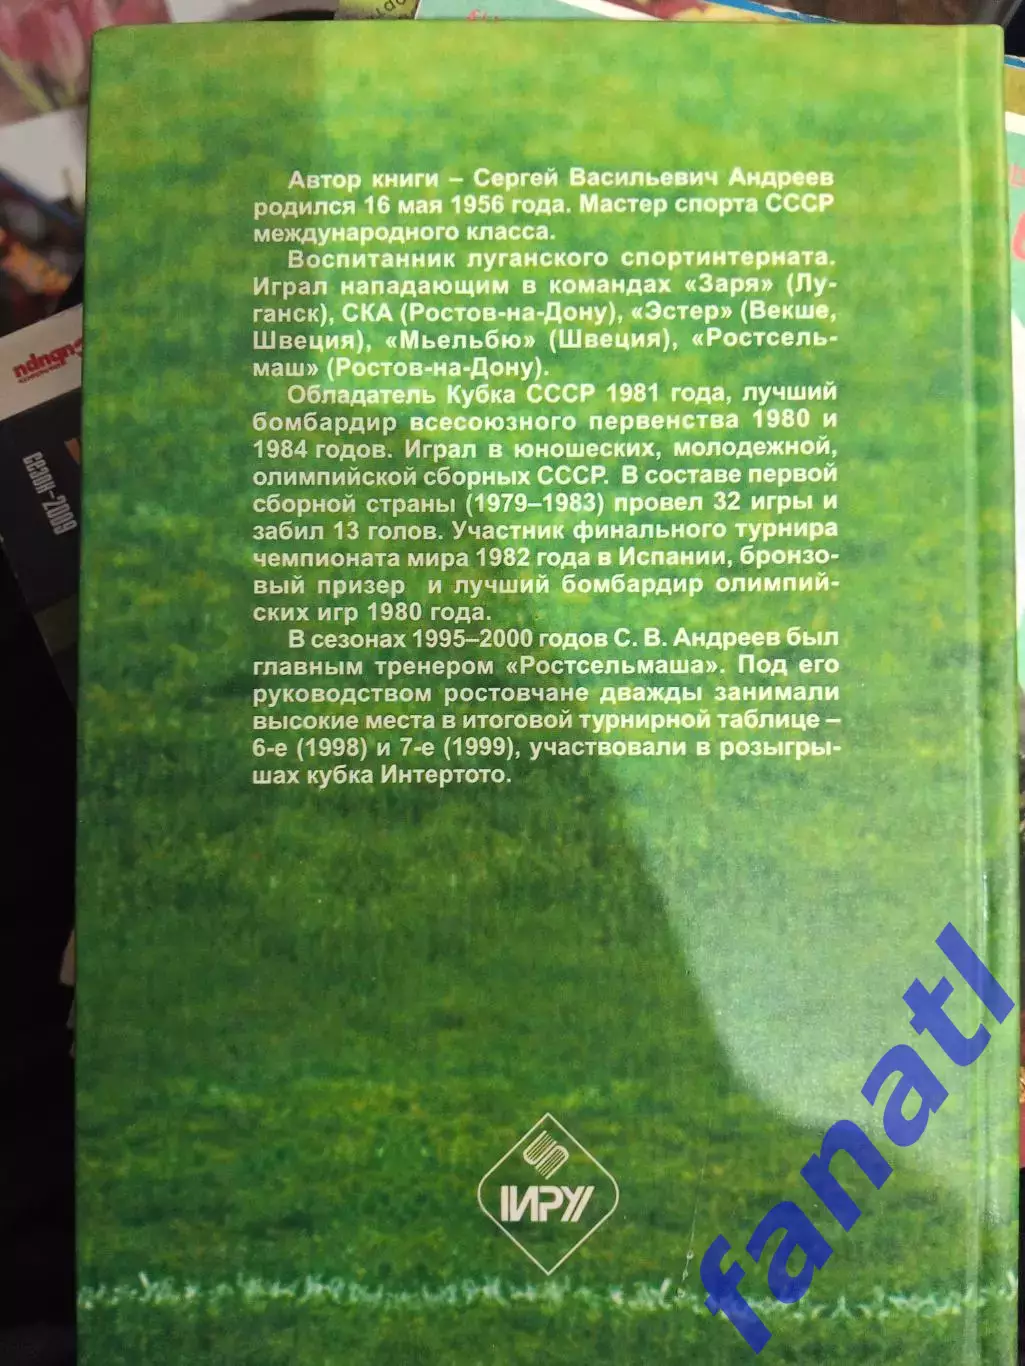 Автор книги – Сергей Васильевич Андреев
родился 16 мая 1956 года. Мастер спорта СССР
международного класса.
Воспитанник луганского спортинтерната.
Играл нападающим в командах «Заря» (Лу-
ганск), СКА (Ростов-на-Дону), «Эстер» (Векше,
Швеция), «Мьельбю» (Швеция), «Ростсель-
маш» (Ростов-на-Дону).
Обладатель Кубка СССР 1981 года, лучший
бомбардир всесоюзного первенства 1980 и
1984 годов. Играл в юношеских, молодежной,
олимпийской сборных СССР. В составе первой
сборной страны (1979–1983) провел 32 игры и
забил 13 голов. Участник финального турнира
чемпионата мира 1982 года в Испании, бронзо-
вый призер и лучший бомбардир олимпий-
ских игр 1980 года.
В сезонах 1995–2000 годов С. В. Андреев был
главным тренером «Ростсельмаша». Под его
руководством ростовчане дважды занимали
высокие места в итоговой турнирной таблице –
6-е (1998) и 7-е (1999), участвовали в розыгры-
шах кубка Интертото.
сезон-2009
fanatl